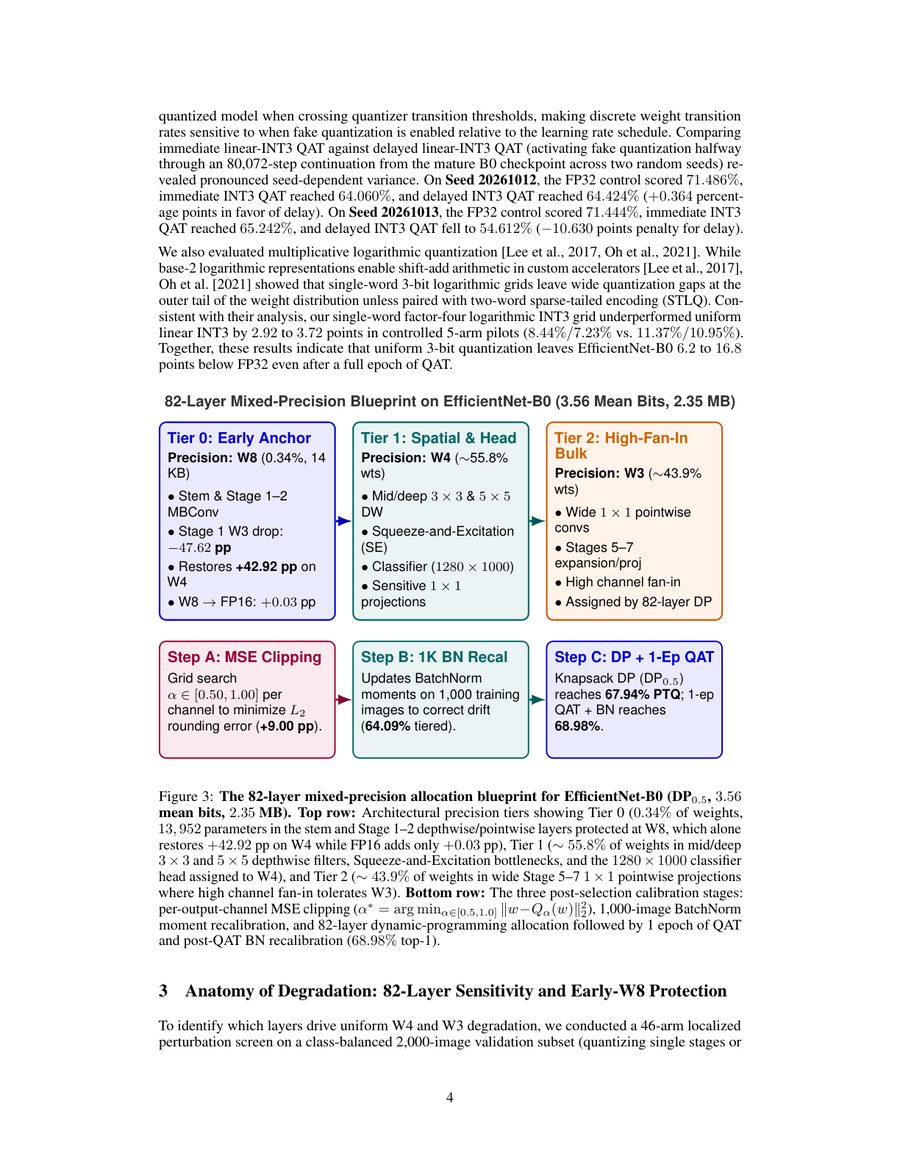 quantized model when crossing quantizer transition thresholds, making discrete weight transition
rates sensitive to when fake quantization is enabled relative to the learning rate schedule. Comparing
immediate linear-INT3 QAT against delayed linear-INT3 QAT (activating fake quantization halfway
through an 80,072-step continuation from the mature B0 checkpoint across two random seeds) re-
vealed pronounced seed-dependent variance. On Seed 20261012, the FP32 control scored 71.486%,
immediate INT3 QAT reached 64.060%, and delayed INT3 QAT reached 64.424% (+0.364 percent-
age points in favor of delay). On Seed 20261013, the FP32 control scored 71.444%, immediate INT3
QAT reached 65.242%, and delayed INT3 QAT fell to 54.612% (−10.630 points penalty for delay).
We also evaluated multiplicative logarithmic quantization [Lee et al., 2017, Oh et al., 2021]. While
base-2 logarithmic representations enable shift-add arithmetic in custom accelerators [Lee et al., 2017],
Oh et al. [2021] showed that single-word 3-bit logarithmic grids leave wide quantization gaps at the
outer tail of the weight distribution unless paired with two-word sparse-tailed encoding (STLQ). Con-
sistent with their analysis, our single-word factor-four logarithmic INT3 grid underperformed uniform
linear INT3 by 2.92 to 3.72 points in controlled 5-arm pilots (8.44%/7.23% vs. 11.37%/10.95%).
Together, these results indicate that uniform 3-bit quantization leaves EfficientNet-B0 6.2 to 16.8
points below FP32 even after a full epoch of QAT.
82-Layer Mixed-Precision Blueprint on EfficientNet-B0 (3.56 Mean Bits, 2.35 MB)
Tier 0: Early Anchor
Precision: W8 (0.34%, 14
KB)
• Stem & Stage 1–2
MBConv
• Stage 1 W3 drop:
−47.62 pp
• Restores +42.92 pp on
W4
• W8 → FP16: +0.03 pp
Tier 1: Spatial & Head
Precision: W4 (∼55.8%
wts)
• Mid/deep 3 × 3 & 5 × 5
DW
• Squeeze-and-Excitation
(SE)
• Classifier (1280 × 1000)
• Sensitive 1 × 1
projections
Tier 2: High-Fan-In
Bulk
Precision: W3 (∼43.9%
wts)
• Wide 1 × 1 pointwise
convs
• Stages 5–7
expansion/proj
• High channel fan-in
• Assigned by 82-layer DP
Step A: MSE Clipping
Grid search
α ∈ [0.50, 1.00] per
channel to minimize L₂
rounding error (+9.00 pp).
Step B: 1K BN Recal
Updates BatchNorm
moments on 1,000 training
images to correct drift
(64.09% tiered).
Step C: DP + 1-Ep QAT
Knapsack DP (DP₀.₅)
reaches 67.94% PTQ; 1-ep
QAT + BN reaches
68.98%.
Figure 3: The 82-layer mixed-precision allocation blueprint for EfficientNet-B0 (DP₀.₅, 3.56
mean bits, 2.35 MB). Top row: Architectural precision tiers showing Tier 0 (0.34% of weights,
13, 952 parameters in the stem and Stage 1–2 depthwise/pointwise layers protected at W8, which alone
restores +42.92 pp on W4 while FP16 adds only +0.03 pp), Tier 1 (∼ 55.8% of weights in mid/deep
3 × 3 and 5 × 5 depthwise filters, Squeeze-and-Excitation bottlenecks, and the 1280 × 1000 classifier
head assigned to W4), and Tier 2 (∼ 43.9% of weights in wide Stage 5–7 1 × 1 pointwise projections
where high channel fan-in tolerates W3). Bottom row: The three post-selection calibration stages:
per-output-channel MSE clipping (α* = arg min_{α∈[0.5,1.0]} ‖w−Q_α(w)‖₂²), 1,000-image BatchNorm
moment recalibration, and 82-layer dynamic-programming allocation followed by 1 epoch of QAT
and post-QAT BN recalibration (68.98% top-1).
3 Anatomy of Degradation: 82-Layer Sensitivity and Early-W8 Protection
To identify which layers drive uniform W4 and W3 degradation, we conducted a 46-arm localized
perturbation screen on a class-balanced 2,000-image validation subset (quantizing single stages or
4